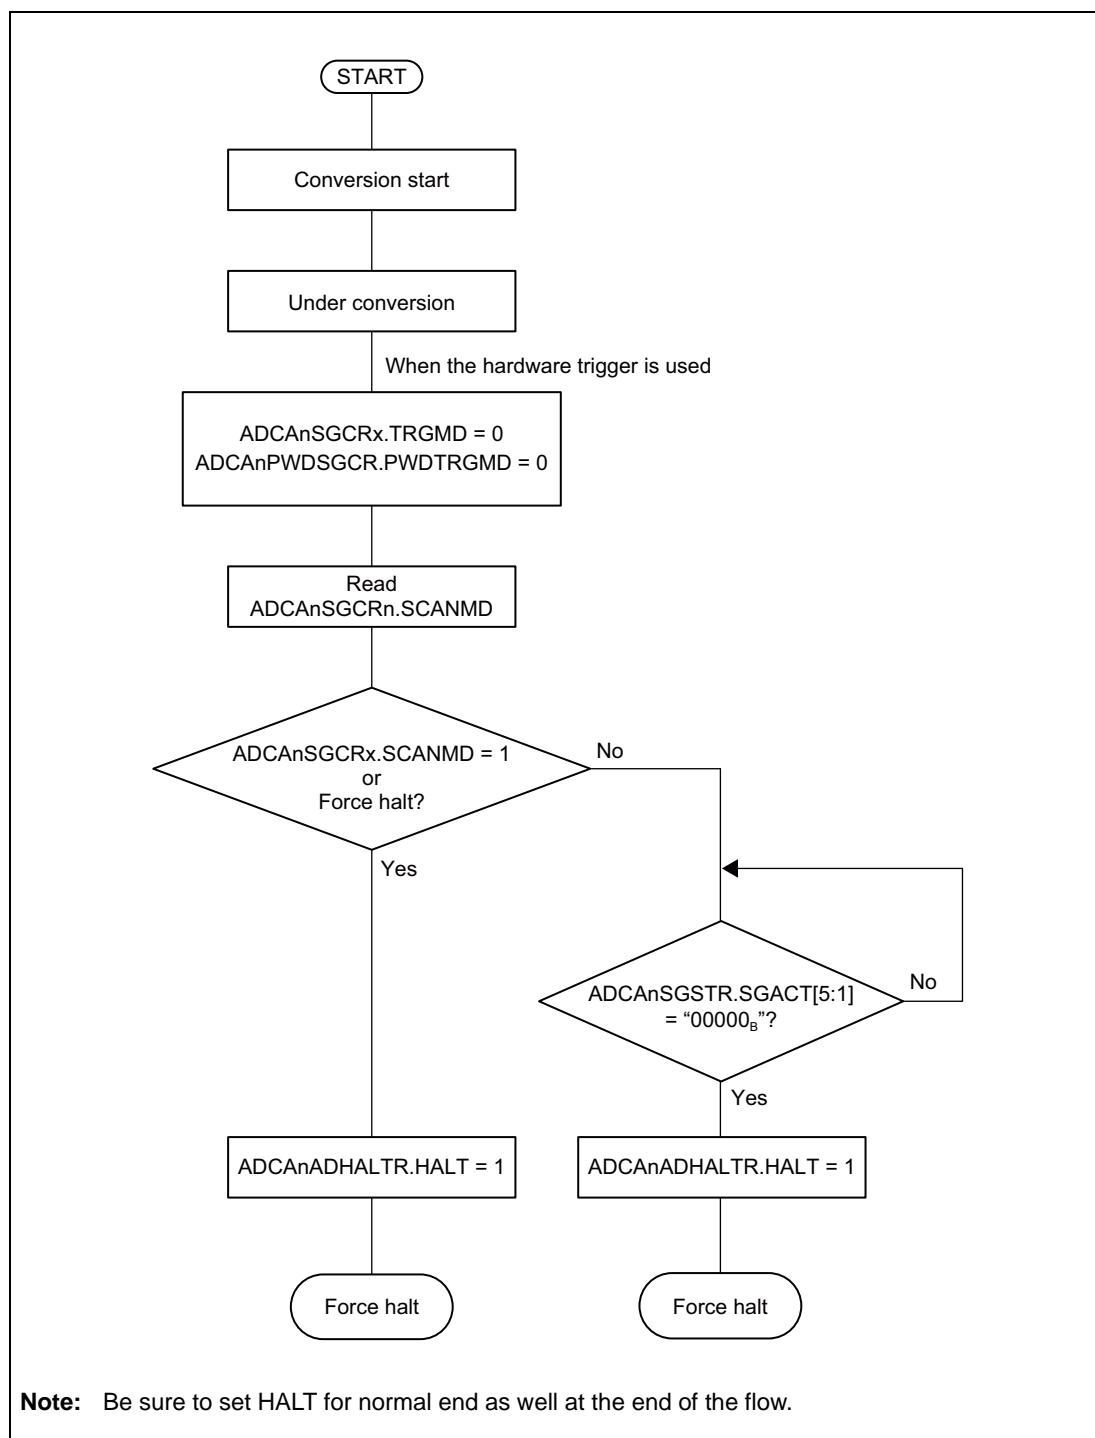 START
Conversion start
Under conversion
When the hardware trigger is used
ADCAnSGCRx.TRGMD = 0
ADCAnPWDSGCR.PWDTRGMD = 0
Read
ADCAnSGCRn.SCANMD
ADCAnSGCRx.SCANMD = 1
or
Force halt?
No
Yes
ADCAnSGSTR.SGACT[5:1]
= “00000B”?
No
Yes
ADCAnADHALTR.HALT = 1
ADCAnADHALTR.HALT = 1
Force halt
Force halt
Note: Be sure to set HALT for normal end as well at the end of the flow.